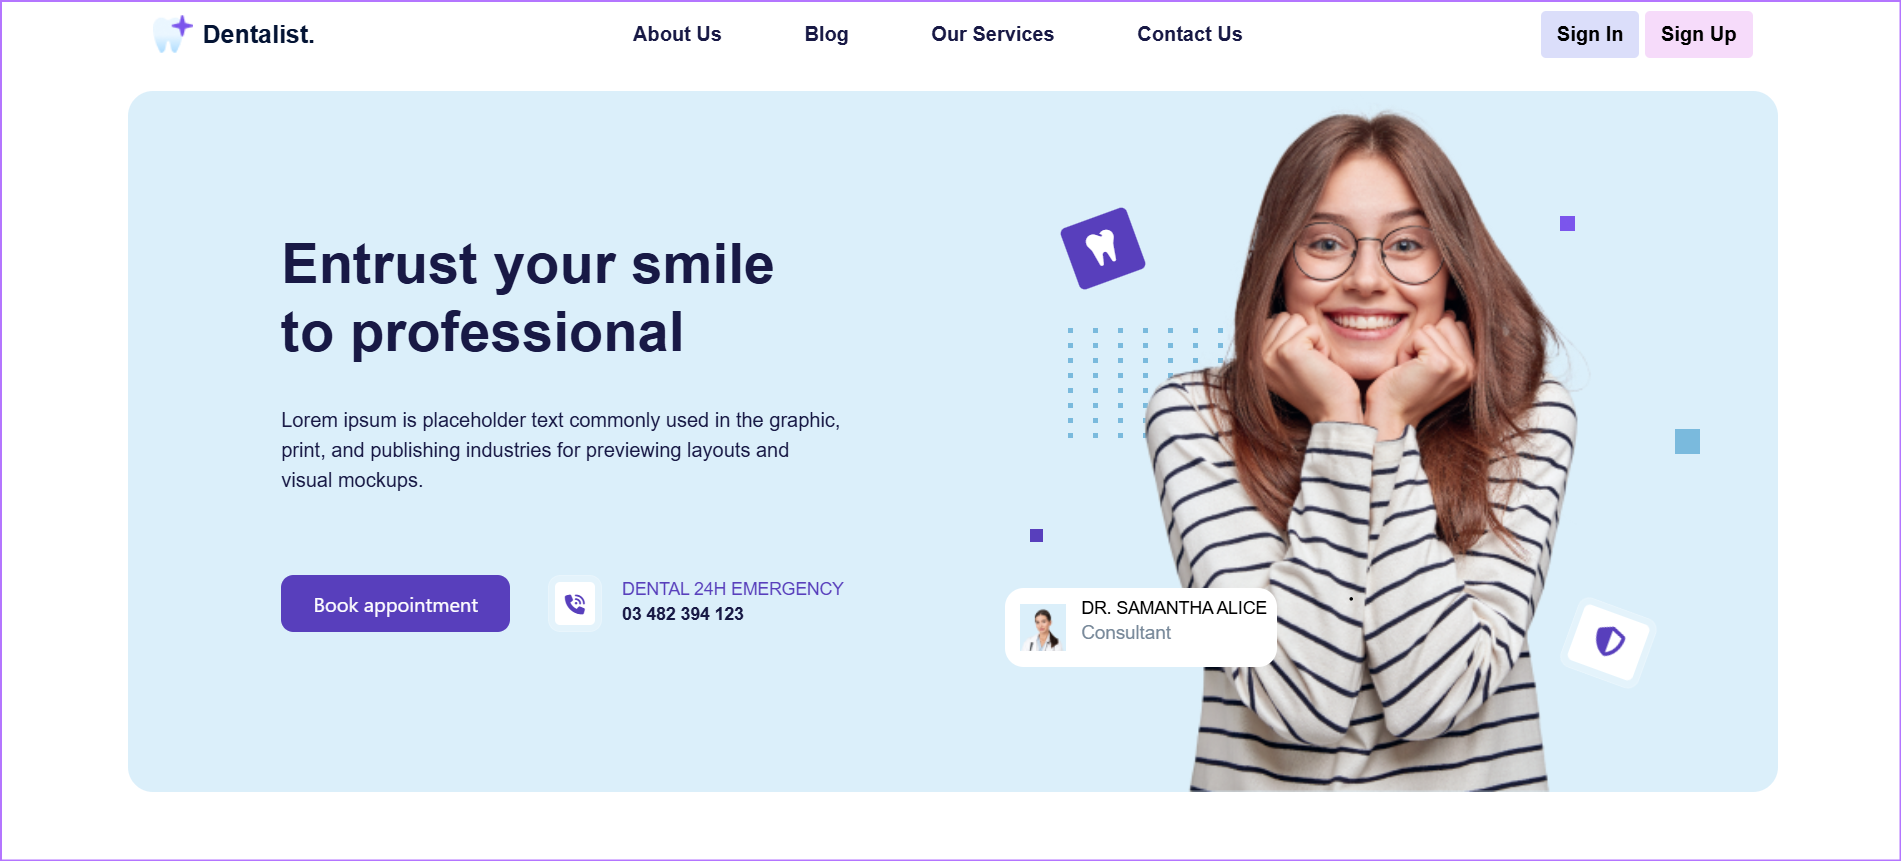 Dentalist.
About Us
Blog
Our Services
Contact Us
Sign In
Sign Up
Entrust your smile
to professional
Lorem ipsum is placeholder text commonly used in the graphic,
print, and publishing industries for previewing layouts and
visual mockups.
Book appointment
DENTAL 24H EMERGENCY
03 482 394 123
DR. SAMANTHA ALICE
Consultant